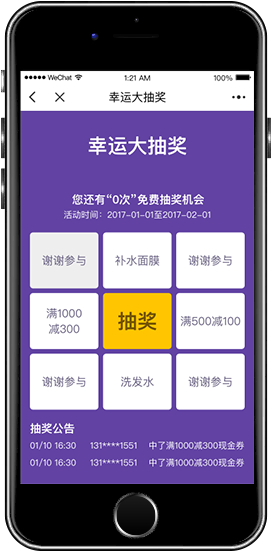 WeChat 1:21 AM 100%
幸运大抽奖
幸运大抽奖
您还有“0次”免费抽奖机会
活动时间：2017-01-01至2017-02-01
谢谢参与 补水面膜 谢谢参与
满1000
减300
抽奖
满500减100
谢谢参与 洗发水 谢谢参与
抽奖公告
01/10 16:30 131****1551 中了满1000减300现金券
01/10 16:30 131****1551 中了满1000减300现金券